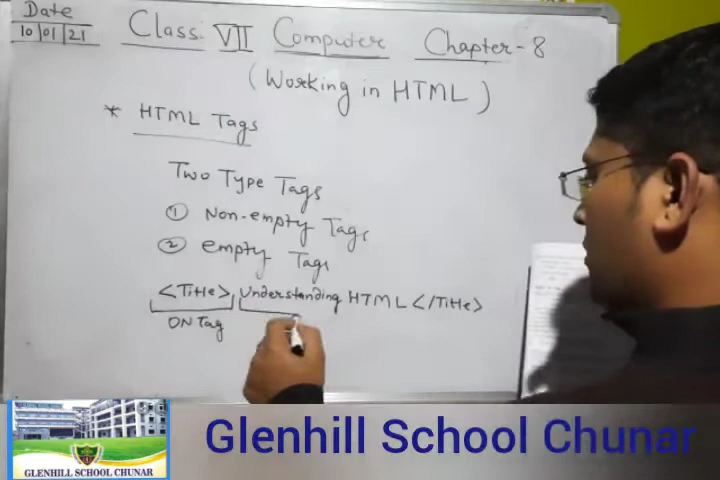 Date
10/01/21
Class. VII Computer Chapter-8
(Working in HTML)
* HTML Tags
Two Type Tags
① Non-empty Tags
② empty Tags
<Title> Understanding HTML </Title>
ON Tag
Glenhill School Chunar
GLENHILL SCHOOL CHUNAR